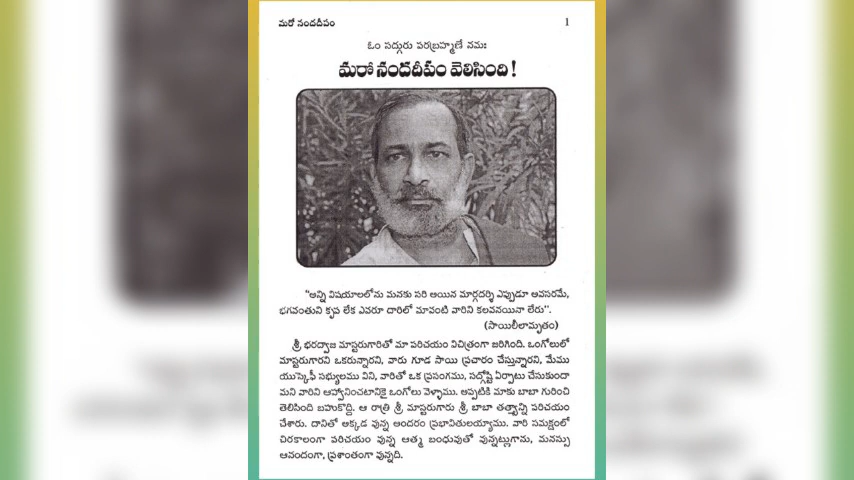 మరో నందదీపం 1
ఓం సద్గురు పరబ్రహ్మణే నమః
మరో నందదీపం వెలిసింది !
"అన్ని విషయాలలోను మనకు సరి అయిన మార్గదర్శి ఎప్పుడూ అవసరమే,
భగవంతుని కృప లేక ఎవరూ దారిలో మావంటి వారిని కలవనయినా లేరు".
(సాయిలీలామృతం)
శ్రీ భరద్వాజ మాస్టరుగారితో మా పరిచయం విచిత్రంగా జరిగింది. ఒంగోలులో
మాస్టరుగారని ఒకరున్నారని, వారు గూడ సాయి ప్రచారం చేస్తున్నారని, మేము
యుస్కెఫీ సభ్యులము విని, వారితో ఒక ప్రసంగము, సద్గోష్ఠి ఏర్పాటు చేసుకుందా
మని వారిని ఆహ్వానించటానికై ఒంగోలు వెళ్ళాము. అప్పటికి మాకు బాబా గురించి
తెలిసింది బహుకొద్ది. ఆ రాత్రి శ్రీ మాస్టరుగారు శ్రీ బాబా తత్త్వాన్ని పరిచయం
చేశారు. దానితో అక్కడ వున్న అందరం ప్రభావితులయ్యాము. వారి సమక్షంలో
చిరకాలంగా పరిచయం వున్న ఆత్మ బంధువుతో వున్నట్లుగాను, మనస్సు
ఆనందంగా, ప్రశాంతంగా వున్నది.